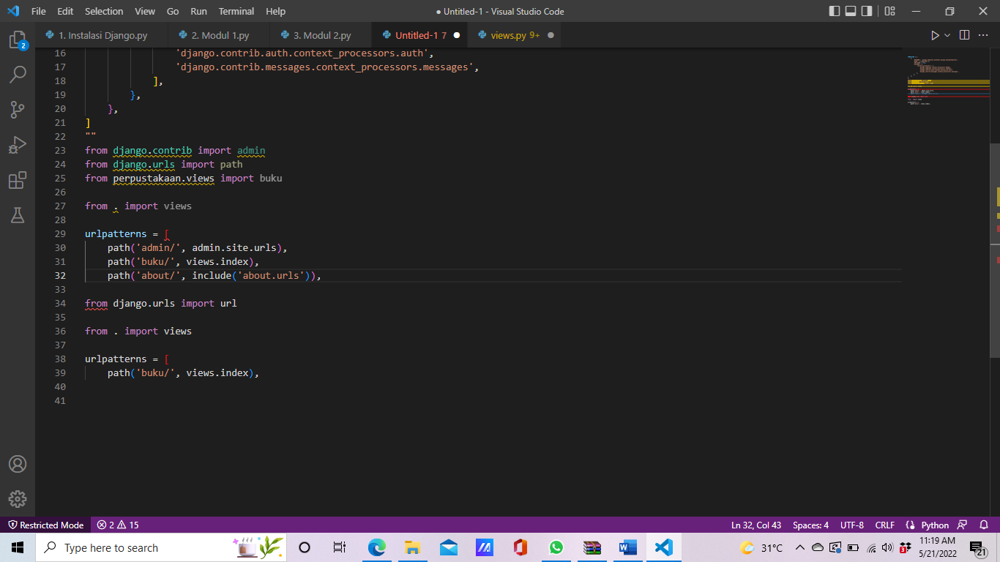 File Edit Selection View Go Run Terminal Help
● Untitled-1 - Visual Studio Code
1. Instalasi Django.py 2. Modul 1.py 3. Modul 2.py Untitled-1 7 ● views.py 9+ ●
2
16 'django.contrib.auth.context_processors.auth',
17 'django.contrib.messages.context_processors.messages',
18 ],
19 },
20 },
21 ]
22 ""
23 from django.contrib import admin
24 from django.urls import path
25 from perpustakaan.views import buku
26
27 from . import views
28
29 urlpatterns = [
30 path('admin/', admin.site.urls),
31 path('buku/', views.index),
32 path('about/', include('about.urls')),
33
34 from django.urls import url
35
36 from . import views
37
38 urlpatterns = [
39 path('buku/', views.index),
40
41
Restricted Mode 2 15 Ln 32, Col 43 Spaces: 4 UTF-8 CRLF Python
Type here to search
31°C
11:19 AM
5/21/2022
21